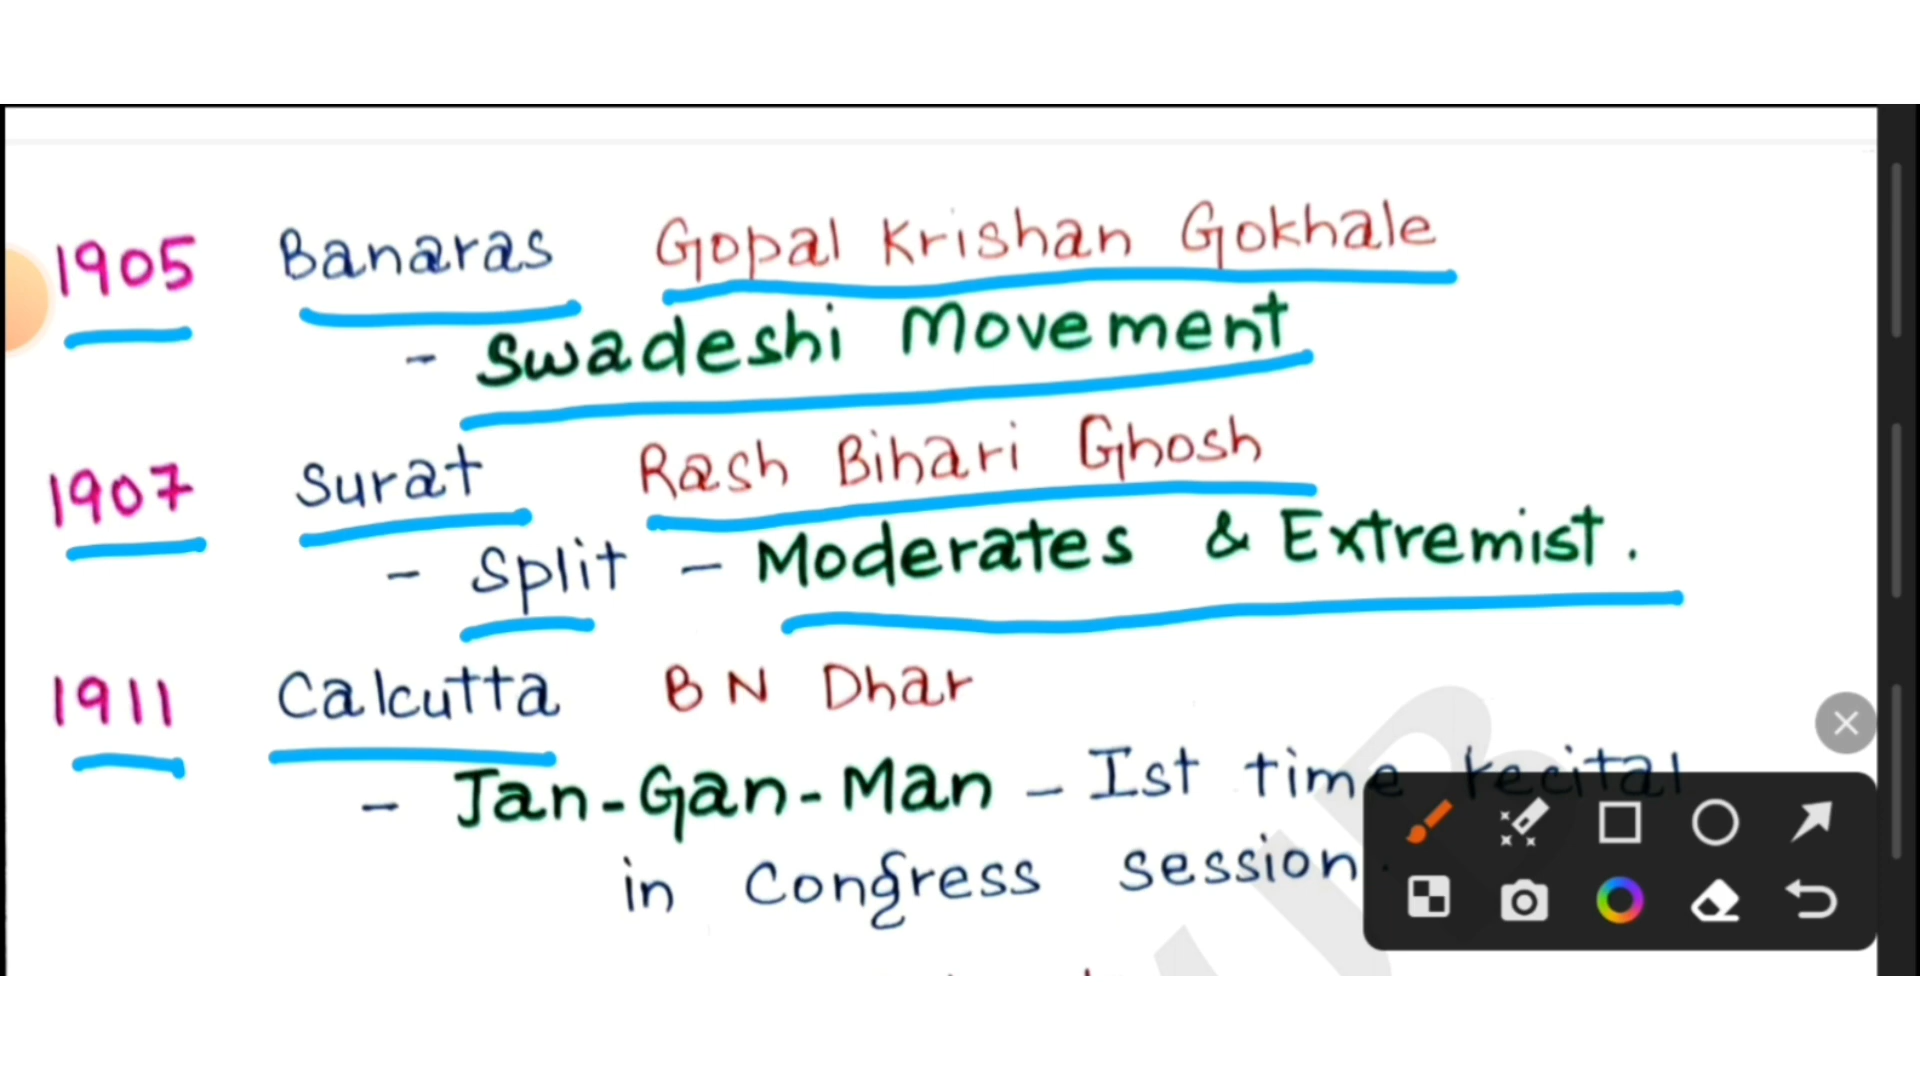 1905 Banaras Gopal Krishan Gokhale
- Swadeshi Movement
1907 Surat Rash Bihari Ghosh
- Split - Moderates & Extremist.
1911 Calcutta B N Dhar
- Jan-Gan-Man - Ist time recital
in Congress session.